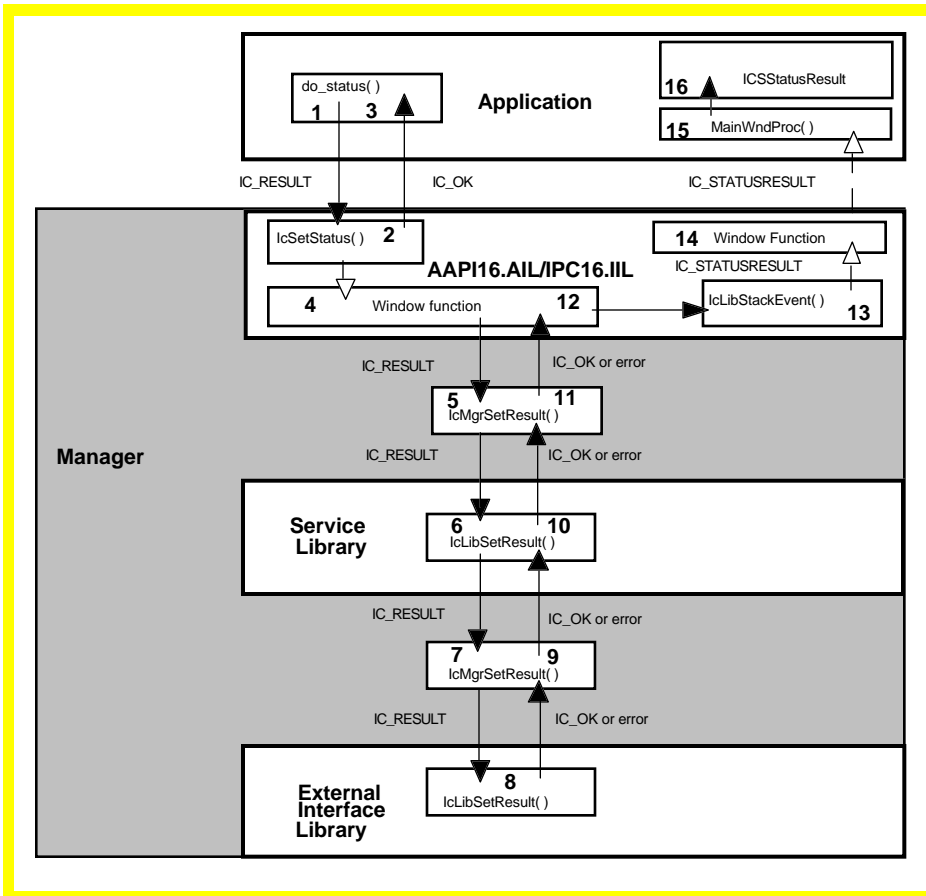 do_status( )
1 3
Application
ICSStatusResult
16
15 MainWndProc( )
IC_RESULT
IC_OK
IC_STATUSRESULT
IcSetStatus( ) 2
14 Window Function
AAPI16.AIL/IPC16.IIL
IC_STATUSRESULT
4 Window function 12
IcLibStackEvent( )
13
IC_RESULT
IC_OK or error
5 11
IcMgrSetResult( )
Manager
IC_RESULT
IC_OK or error
Service
Library
6 10
IcLibSetResult( )
IC_RESULT
IC_OK or error
7 9
IcMgrSetResult( )
IC_RESULT
IC_OK or error
External
Interface
Library
8
IcLibSetResult( )